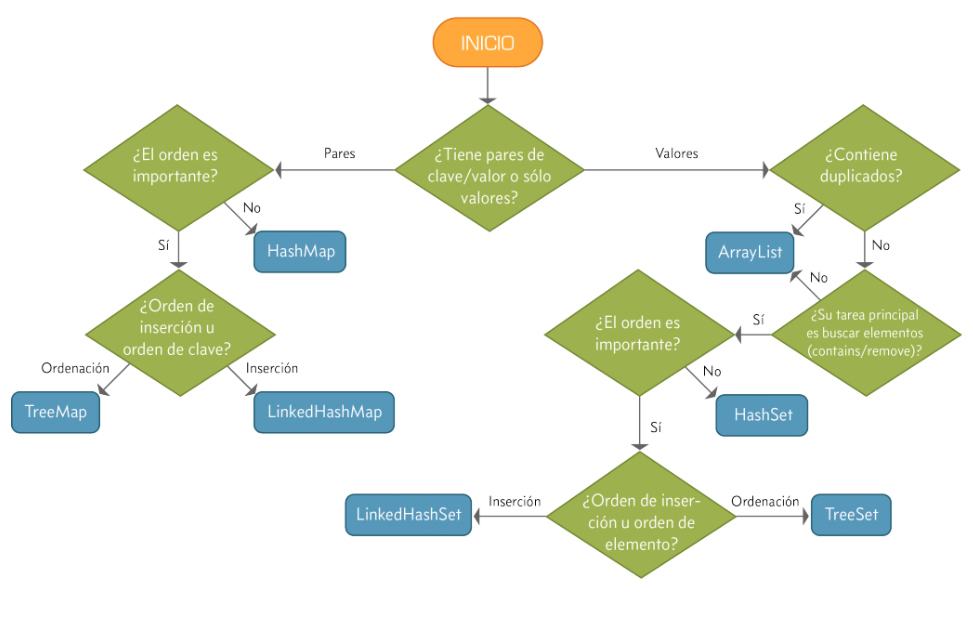 INICIO
¿Tiene pares de
clave/valor o sólo
valores?
Pares
Valores
¿El orden es
importante?
No
HashMap
Sí
¿Orden de
inserción u
orden de clave?
Ordenación
Inserción
TreeMap
LinkedHashMap
¿Contiene
duplicados?
Sí
ArrayList
No
No
¿Su tarea principal
es buscar elementos
(contains/remove)?
Sí
¿El orden es
importante?
No
HashSet
Sí
¿Orden de inser-
ción u orden de
elemento?
Inserción
LinkedHashSet
Ordenación
TreeSet